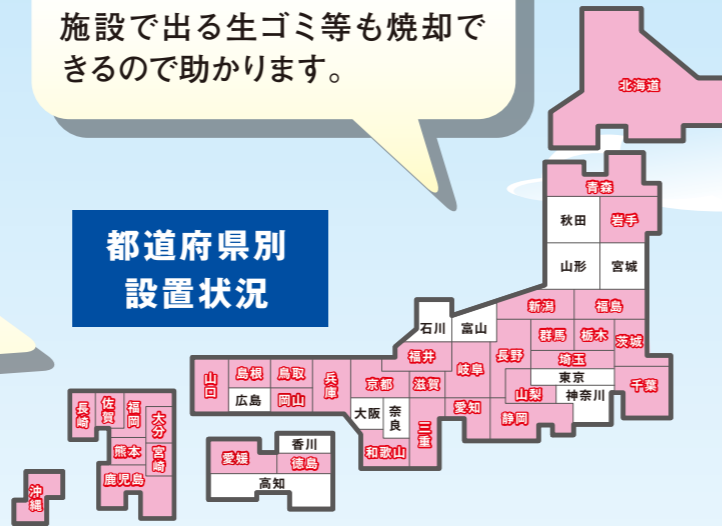 施設で出る生ゴミ等も焼却で
きるので助かります。
都道府県別
設置状況
北海道
青森
秋田
岩手
山形
宮城
新潟
福島
石川
富山
群馬
栃木
茨城
福井
岐阜
長野
埼玉
東京
千葉
山口
島根
鳥取
兵庫
京都
滋賀
山梨
神奈川
広島
岡山
大阪
奈良
三重
愛知
静岡
和歌山
長崎
佐賀
福岡
大分
熊本
宮崎
鹿児島
沖縄
香川
愛媛
徳島
高知